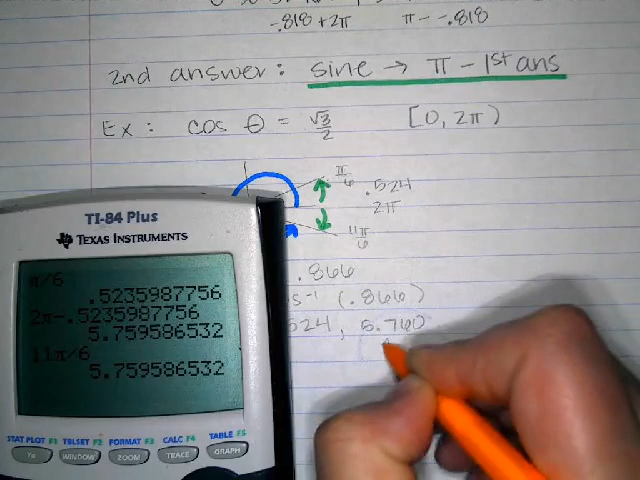 -.818 + 2π π - -.818
2nd answer: sine → π - 1st ans
Ex: cos θ = √3/2 [0, 2π)
π/6
.524
2π
11π/6
.866
s⁻¹ (.866)
524, 5.760
TI-84 Plus
TEXAS INSTRUMENTS
π/6
.5235987756
2π-.5235987756
5.759586532
11π/6
5.759586532
STAT PLOT F1 TBLSET F2 FORMAT F3 CALC F4 TABLE F5
Y= WINDOW ZOOM TRACE GRAPH